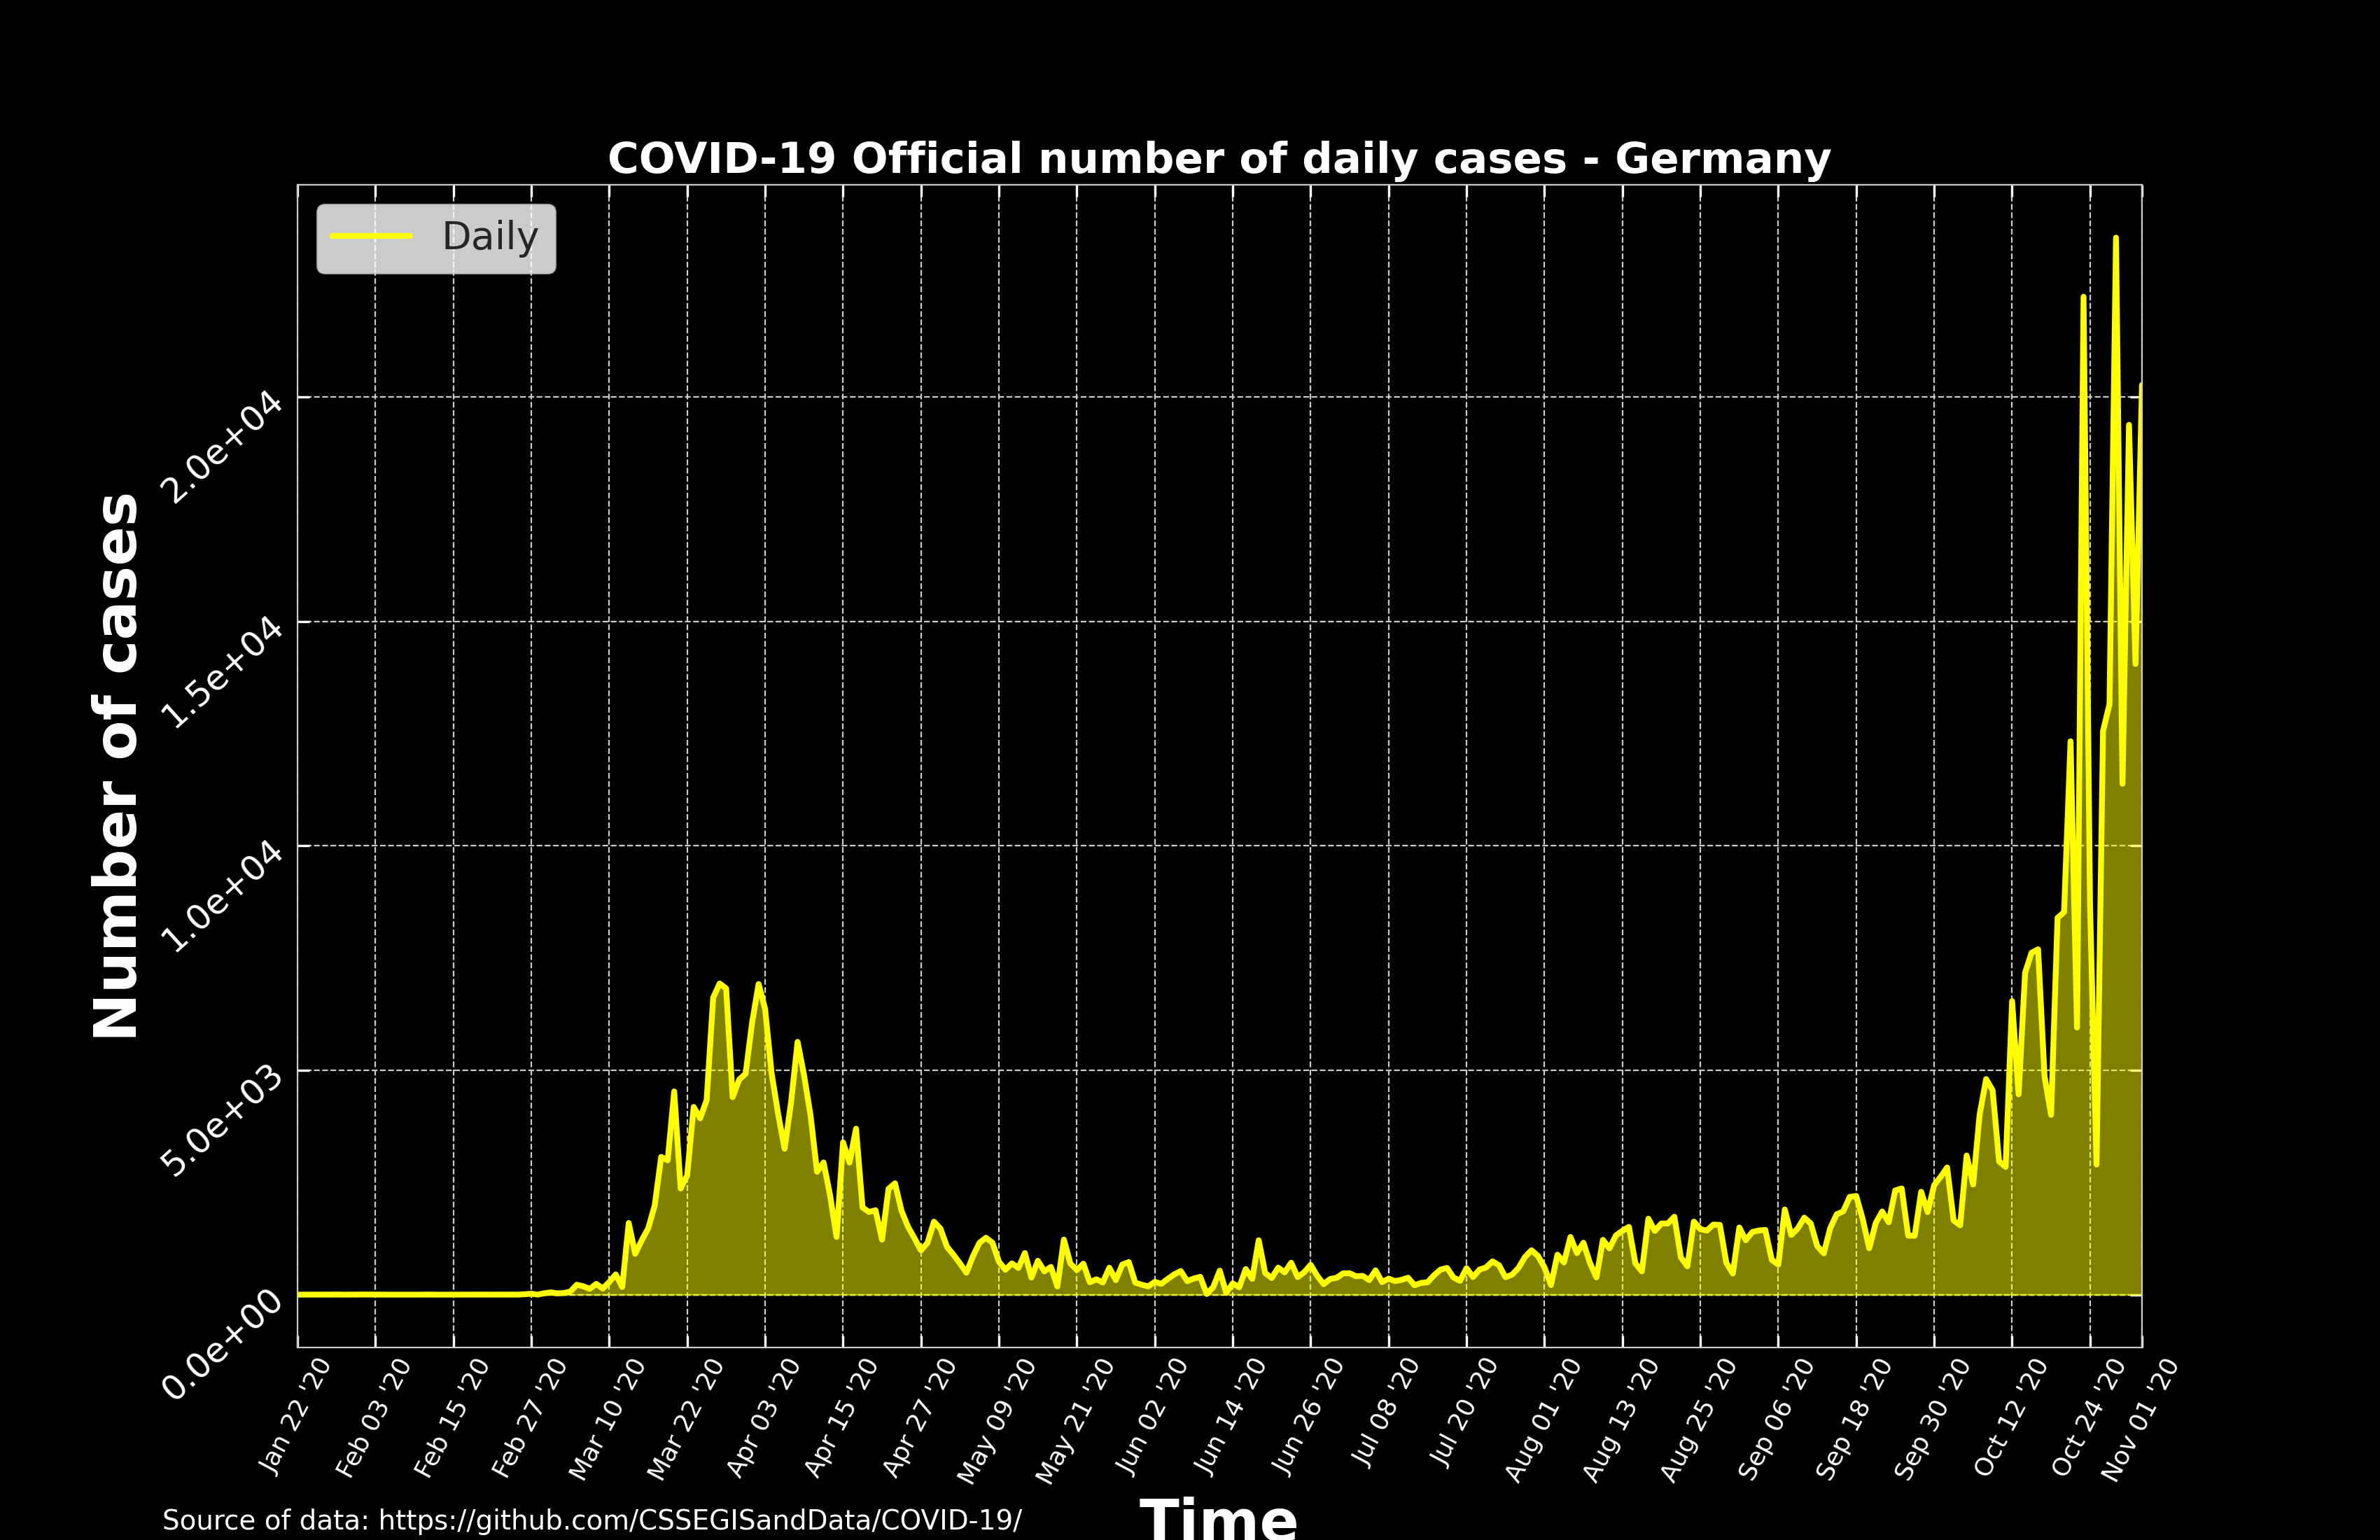 COVID-19 Official number of daily cases - Germany
Daily
Number of cases
2.0e+04
1.5e+04
1.0e+04
5.0e+03
0.0e+00
Jan 22 '20
Feb 03 '20
Feb 15 '20
Feb 27 '20
Mar 10 '20
Mar 22 '20
Apr 03 '20
Apr 15 '20
Apr 27 '20
May 09 '20
May 21 '20
Jun 02 '20
Jun 14 '20
Jun 26 '20
Jul 08 '20
Jul 20 '20
Aug 01 '20
Aug 13 '20
Aug 25 '20
Sep 06 '20
Sep 18 '20
Sep 30 '20
Oct 12 '20
Oct 24 '20
Nov 01 '20
Time
Source of data: https://github.com/CSSEGISandData/COVID-19/